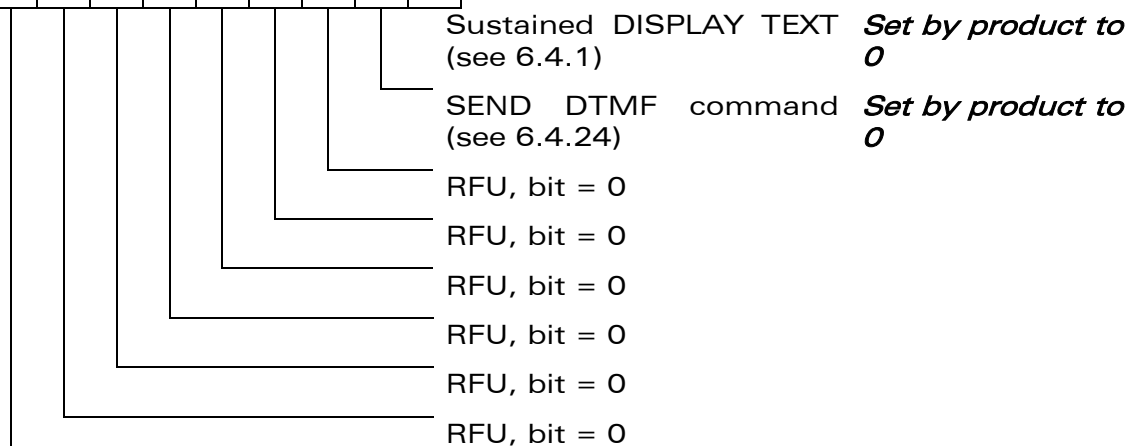 Sustained DISPLAY TEXT Set by product to
(see 6.4.1) 0
SEND DTMF command Set by product to
(see 6.4.24) 0
RFU, bit = 0
RFU, bit = 0
RFU, bit = 0
RFU, bit = 0
RFU, bit = 0
RFU, bit = 0